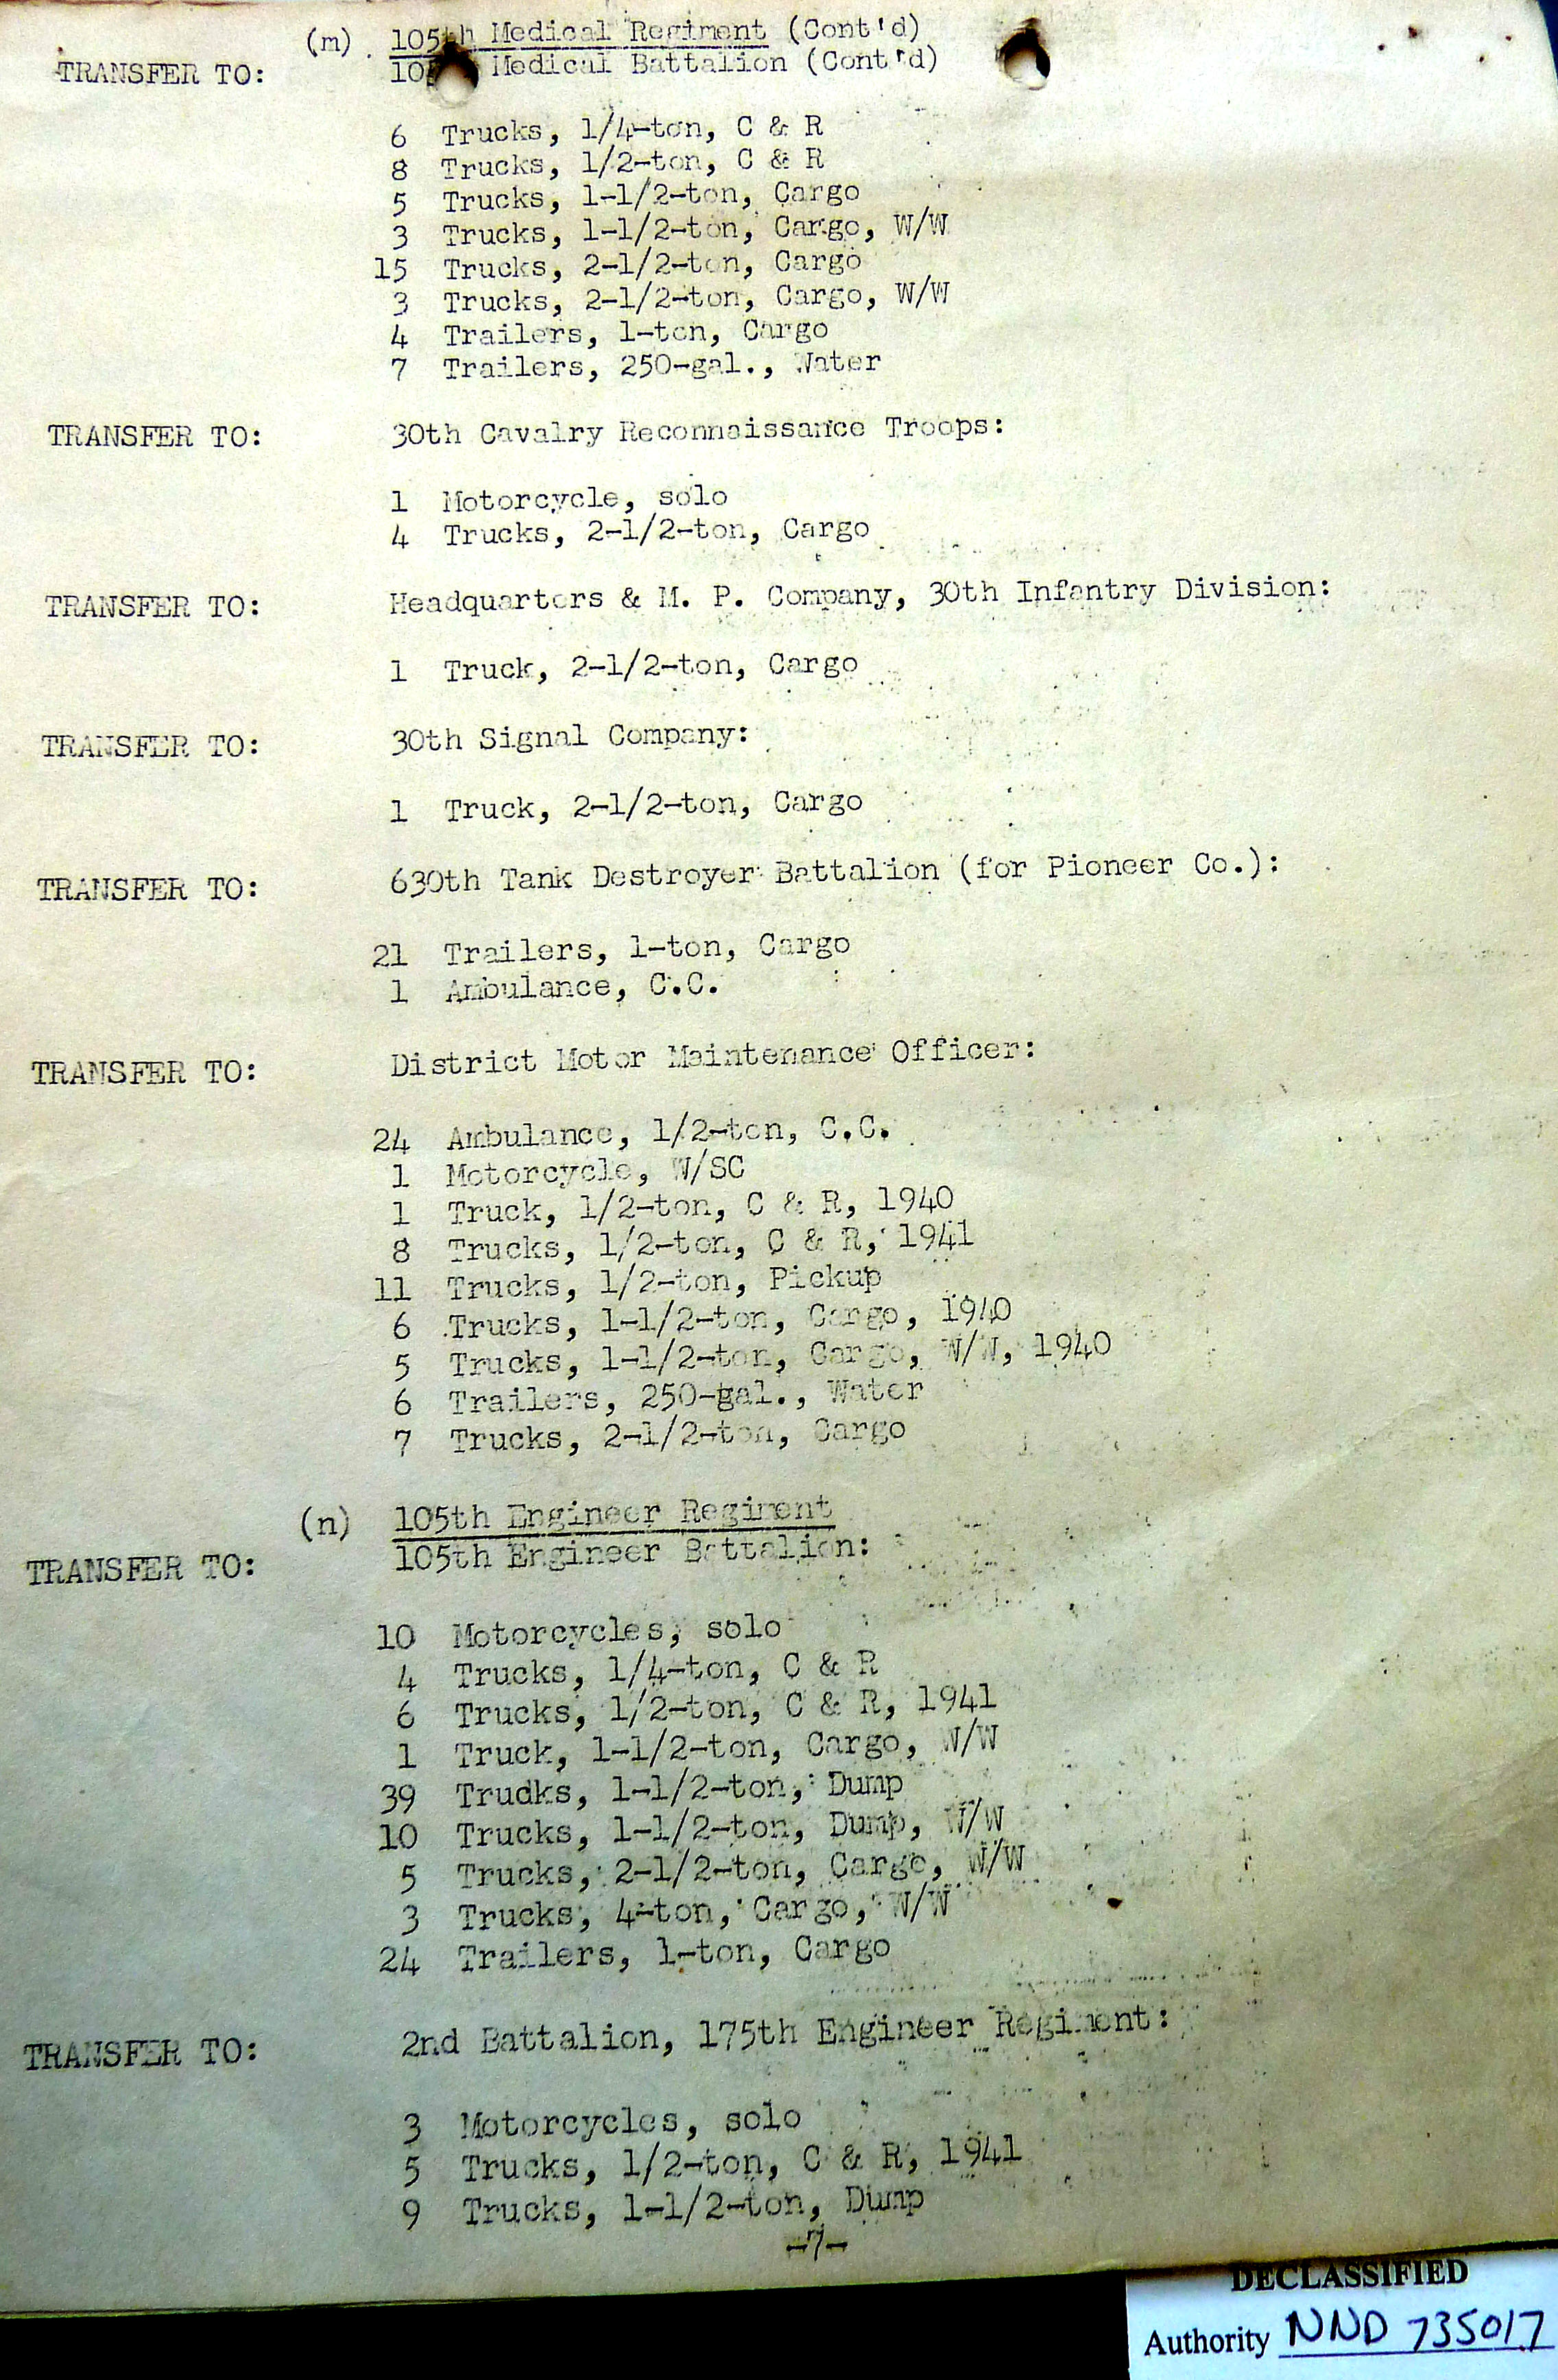 (m) 105th Medical Regiment (Cont'd)
TRANSFER TO: Medical Battalion (Cont'd)
6 Trucks, 1/4-ton, C & R
8 Trucks, 1/2-ton, C & R
5 Trucks, 1-1/2-ton, Cargo
3 Trucks, 1-1/2-ton, Cargo, W/W
15 Trucks, 2-1/2-ton, Cargo
3 Trucks, 2-1/2-ton, Cargo, W/W
4 Trailers, 1-ton, Cargo
7 Trailers, 250-gal., Water
TRANSFER TO: 30th Cavalry Reconnaissance Troops:
1 Motorcycle, solo
4 Trucks, 2-1/2-ton, Cargo
TRANSFER TO: Headquarters & M. P. Company, 30th Infantry Division:
1 Truck, 2-1/2-ton, Cargo
TRANSFER TO: 30th Signal Company:
1 Truck, 2-1/2-ton, Cargo
TRANSFER TO: 630th Tank Destroyer Battalion (for Pioneer Co.):
21 Trailers, 1-ton, Cargo
1 Ambulance, C.C.
TRANSFER TO: District Motor Maintenance Officer:
24 Ambulance, 1/2-ton, C.C.
1 Motorcycle, W/SC
1 Truck, 1/2-ton, C & R, 1940
8 Trucks, 1/2-ton, C & R, 1941
11 Trucks, 1/2-ton, Pickup
6 Trucks, 1-1/2-ton, Cargo, 1940
5 Trucks, 1-1/2-ton, Cargo, W/W, 1940
6 Trailers, 250-gal., Water
7 Trucks, 2-1/2-ton, Cargo
(n) 105th Engineer Regiment
TRANSFER TO: 105th Engineer Battalion:
10 Motorcycles, solo
4 Trucks, 1/4-ton, C & R
6 Trucks, 1/2-ton, C & R, 1941
1 Truck, 1-1/2-ton, Cargo, W/W
39 Trudks, 1-1/2-ton, Dump
10 Trucks, 1-1/2-ton, Dump, W/W
5 Trucks, 2-1/2-ton, Cargo, W/W
3 Trucks, 4-ton, Cargo, W/W
24 Trailers, 1-ton, Cargo
TRANSFER TO: 2nd Battalion, 175th Engineer Regiment:
3 Motorcycles, solo
5 Trucks, 1/2-ton, C & R, 1941
9 Trucks, 1-1/2-ton, Dump
-7-
DECLASSIFIED
Authority NND 735017